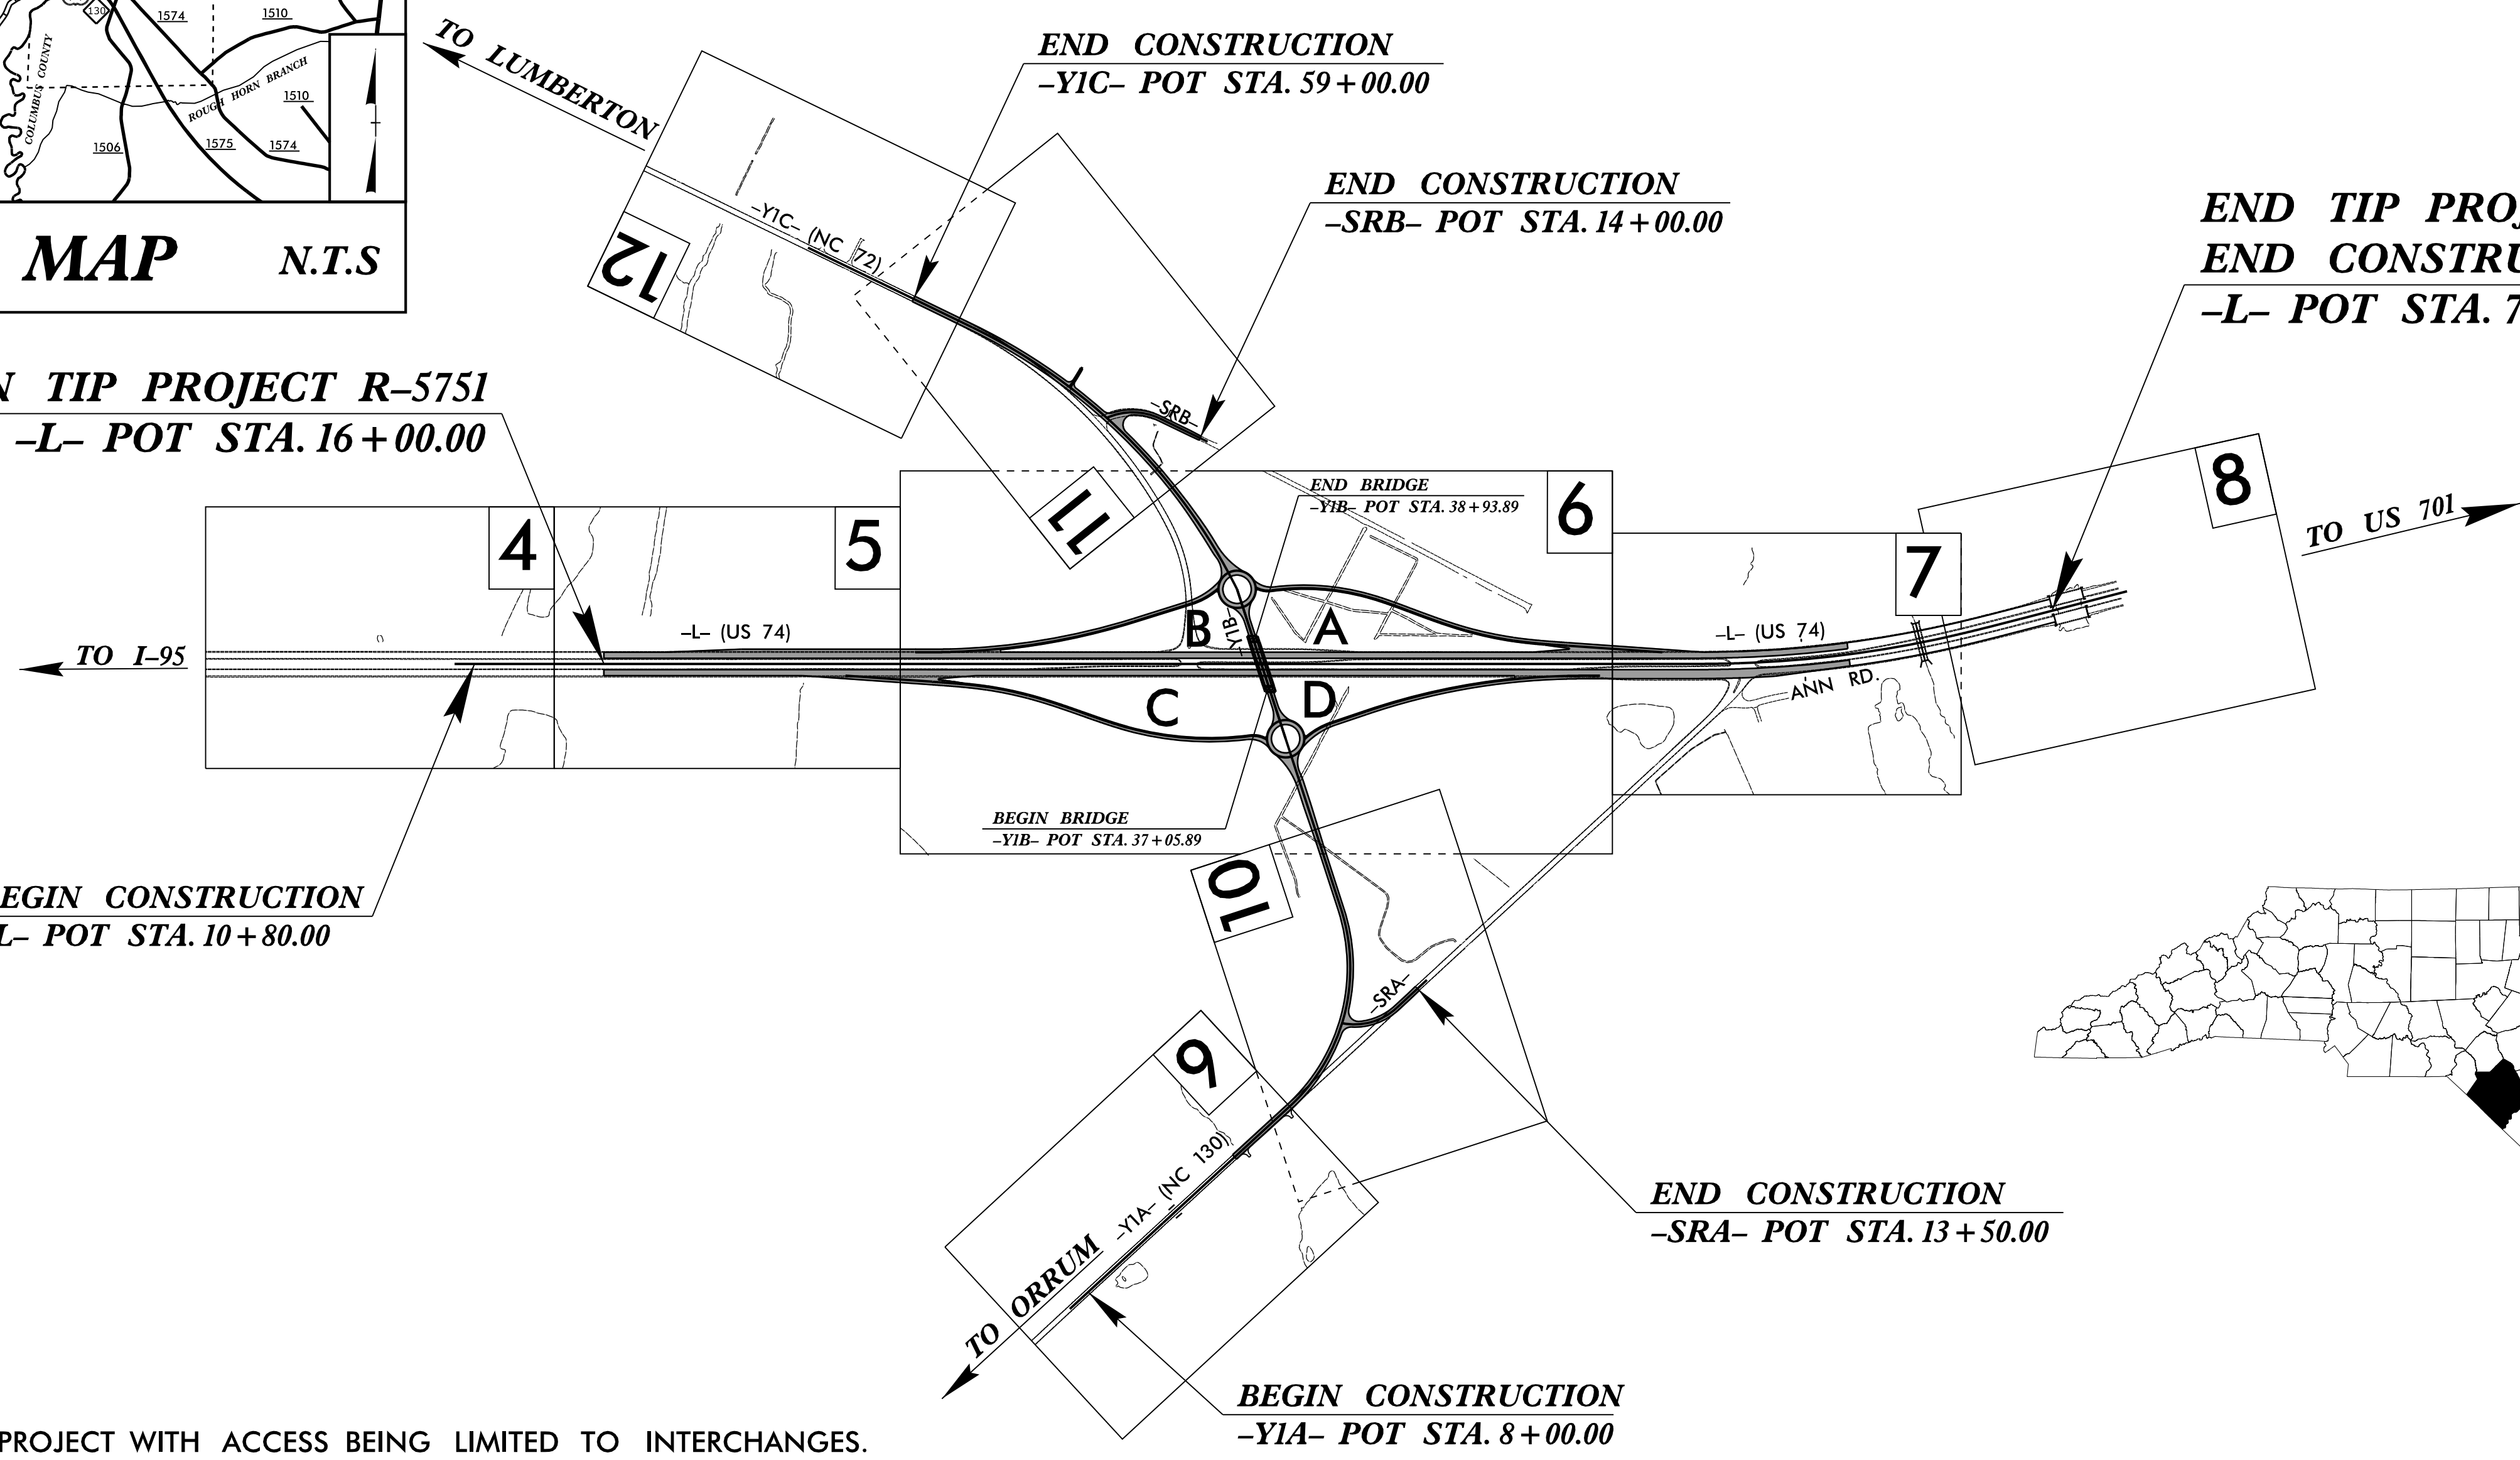 130
1574
1510
COLUMBUS COUNTY
ROUGH HORN BRANCH
1510
1506
1575
1574
MAP N.T.S
TO LUMBERTON
END CONSTRUCTION
–Y1C– POT STA. 59+00.00
END CONSTRUCTION
–SRB– POT STA. 14+00.00
END TIP PROJ
END CONSTRU
–L– POT STA. 7
12
–Y1C– (NC 72)
N TIP PROJECT R–5751
–L– POT STA. 16+00.00
–SRB–
11
END BRIDGE
–Y1B– POT STA. 38+93.89
4
5
6
7
8
TO US 701
–L– (US 74)
B
–Y1B–
A
–L– (US 74)
TO I–95
C
D
ANN RD.
BEGIN BRIDGE
–Y1B– POT STA. 37+05.89
10
EGIN CONSTRUCTION
L– POT STA. 10+80.00
–SRA–
9
–Y1A– (NC 130)
END CONSTRUCTION
–SRA– POT STA. 13+50.00
TO ORRUM
BEGIN CONSTRUCTION
–Y1A– POT STA. 8+00.00
PROJECT WITH ACCESS BEING LIMITED TO INTERCHANGES.